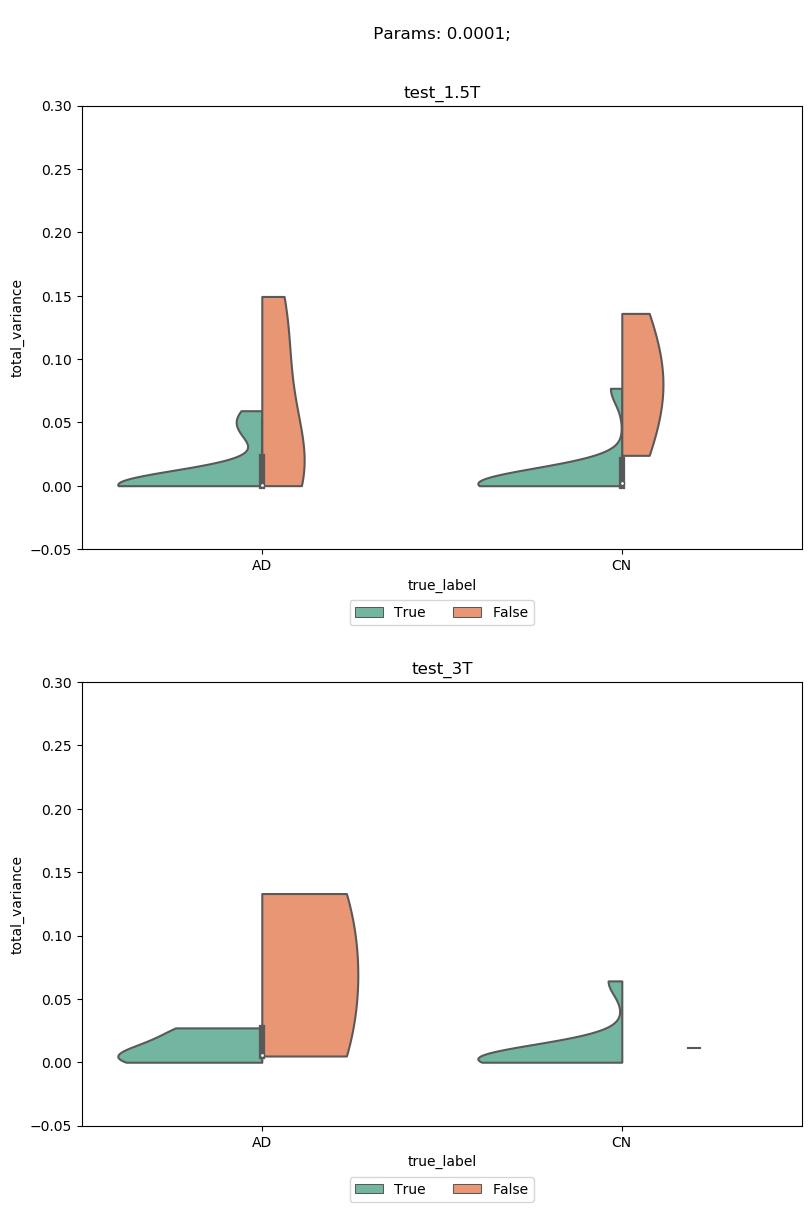 Params: 0.0001;
test_1.5T
0.30
0.25
0.20
0.15
0.10
0.05
0.00
−0.05
total_variance
AD
CN
true_label
True
False
test_3T
0.30
0.25
0.20
0.15
0.10
0.05
0.00
−0.05
total_variance
AD
CN
true_label
True
False